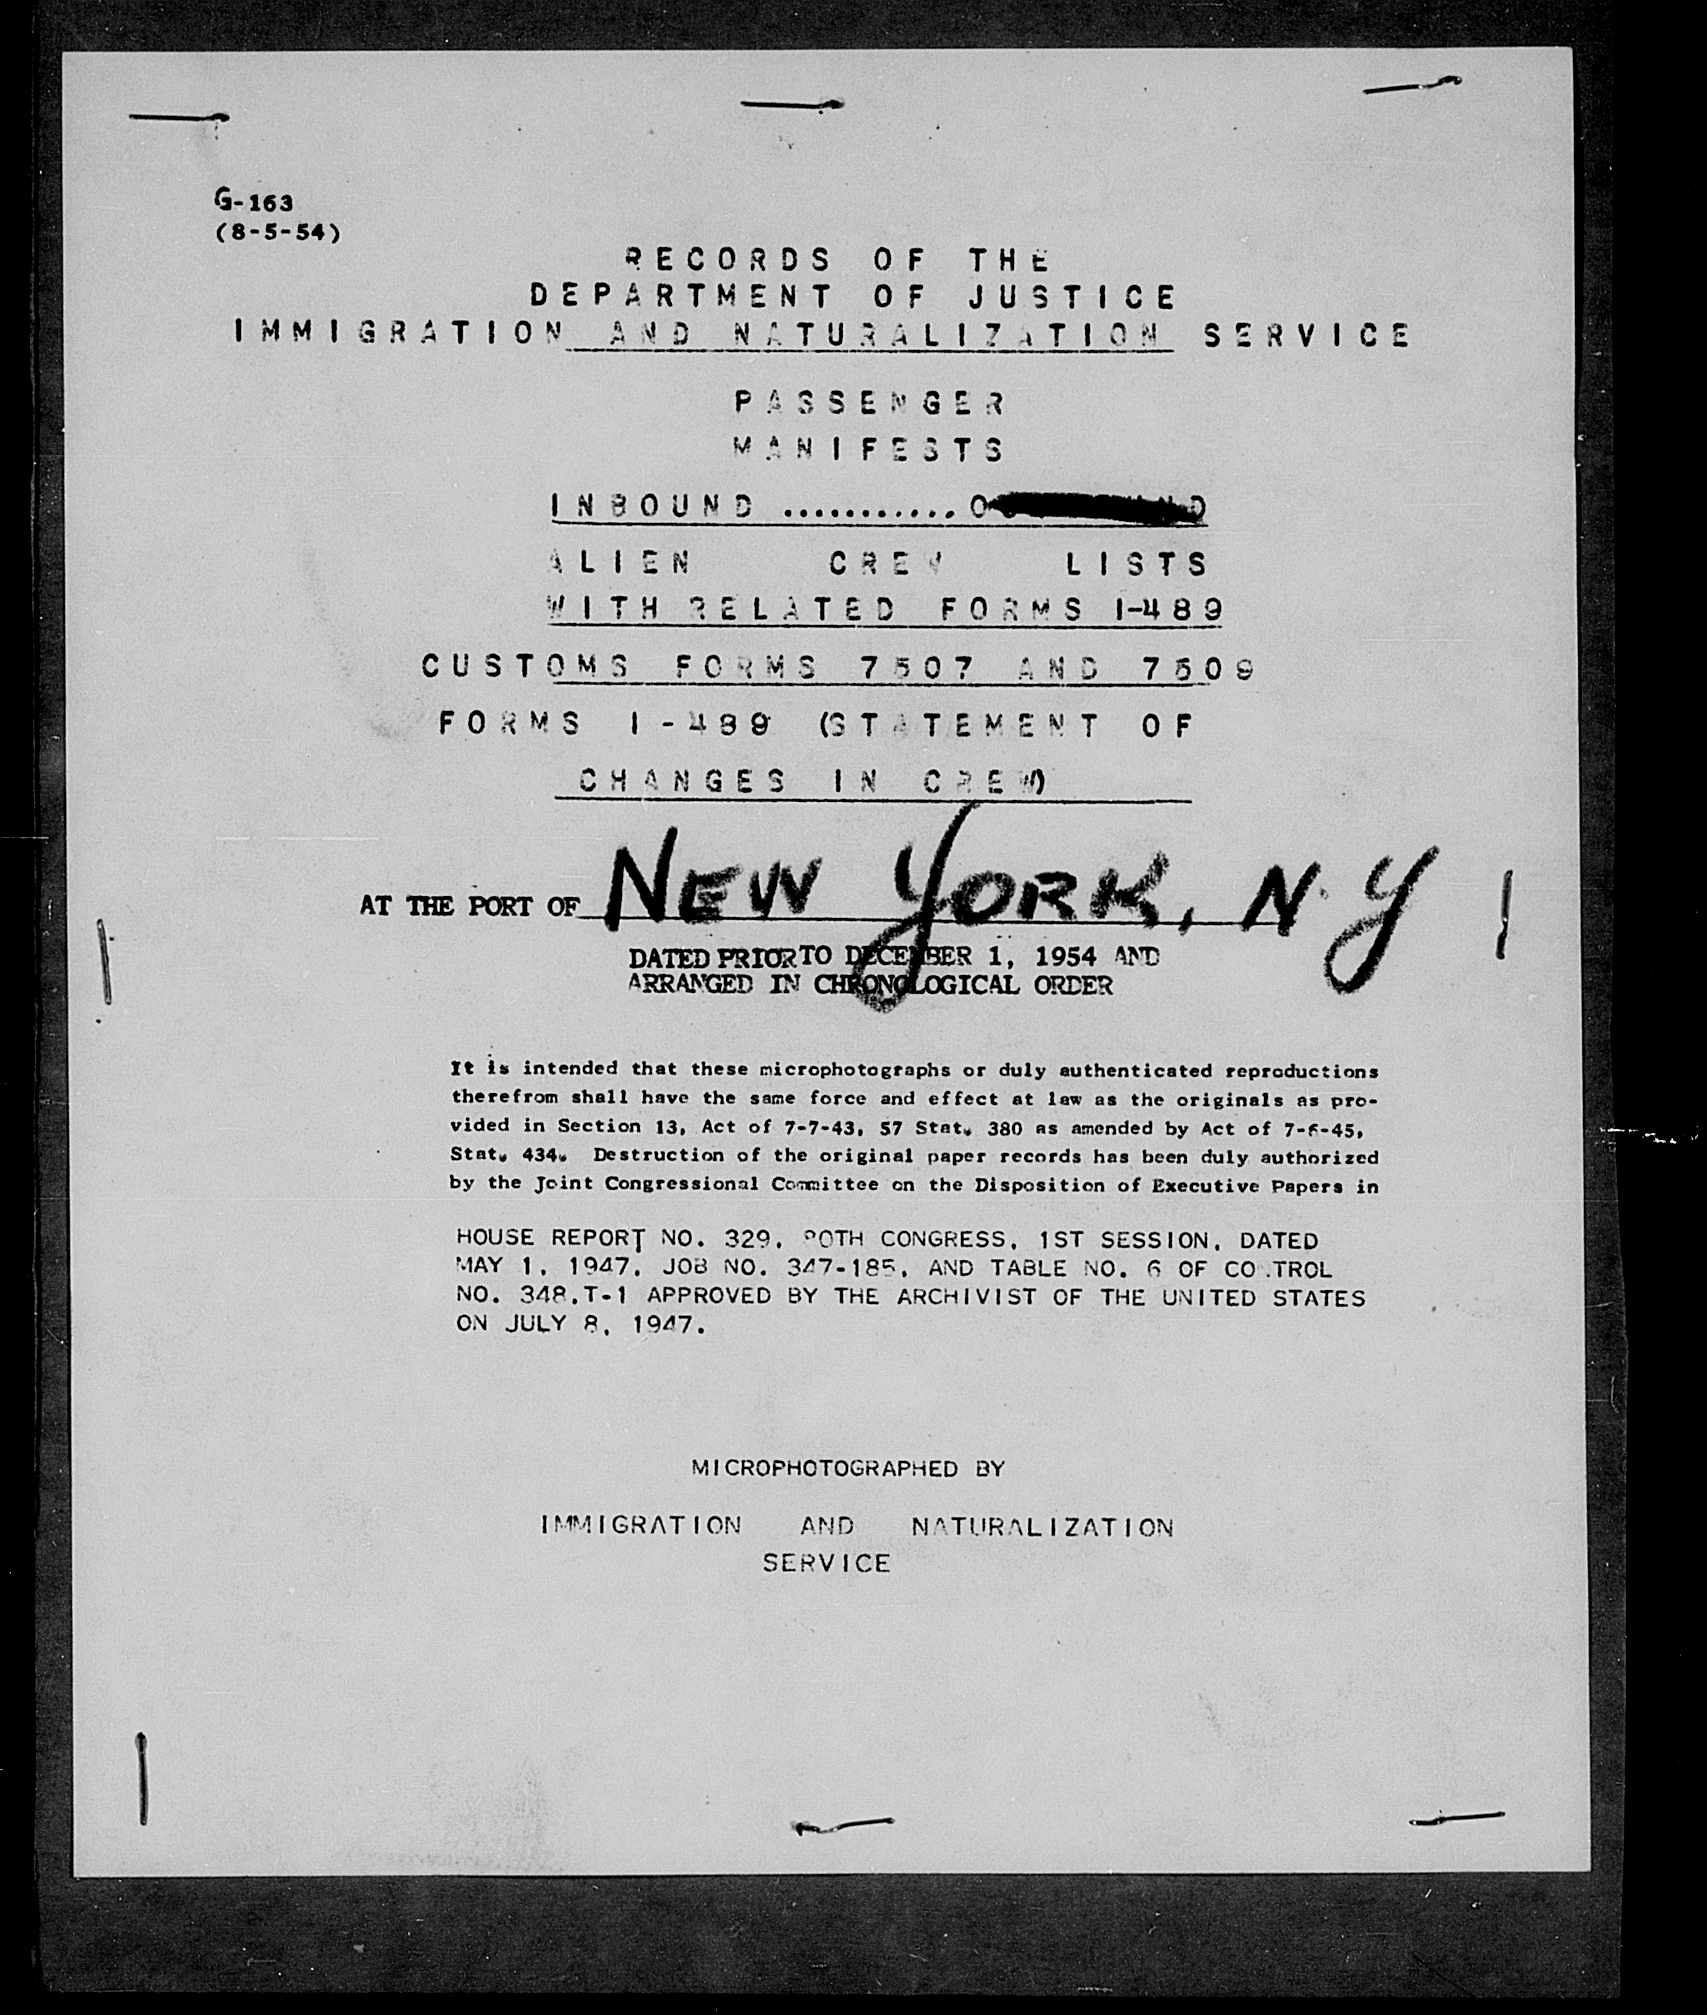 G-163
(8-5-54)
RECORDS OF THE
DEPARTMENT OF JUSTICE
IMMIGRATION AND NATURALIZATION SERVICE
PASSENGER
MANIFESTS
INBOUND ...........
ALIEN CREW LISTS
WITH RELATED FORMS I-489
CUSTOMS FORMS 7507 AND 7509
FORMS I-489 (STATEMENT OF
CHANGES IN CREW)
AT THE PORT OF NEW YORK, N.Y
DATED PRIOR TO DECEMBER 1, 1954 AND
ARRANGED IN CHRONOLOGICAL ORDER
It is intended that these microphotographs or duly authenticated reproductions
therefrom shall have the same force and effect at law as the originals as pro-
vided in Section 13, Act of 7-7-43, 57 Stat. 380 as amended by Act of 7-6-45,
Stat. 434. Destruction of the original paper records has been duly authorized
by the Joint Congressional Committee on the Disposition of Executive Papers in
HOUSE REPORT NO. 329, 80TH CONGRESS, 1ST SESSION, DATED
MAY 1, 1947, JOB NO. 347-185, AND TABLE NO. 6 OF CO TROL
NO. 348.T-1 APPROVED BY THE ARCHIVIST OF THE UNITED STATES
ON JULY 8, 1947.
MICROPHOTOGRAPHED BY
IMMIGRATION AND NATURALIZATION
SERVICE